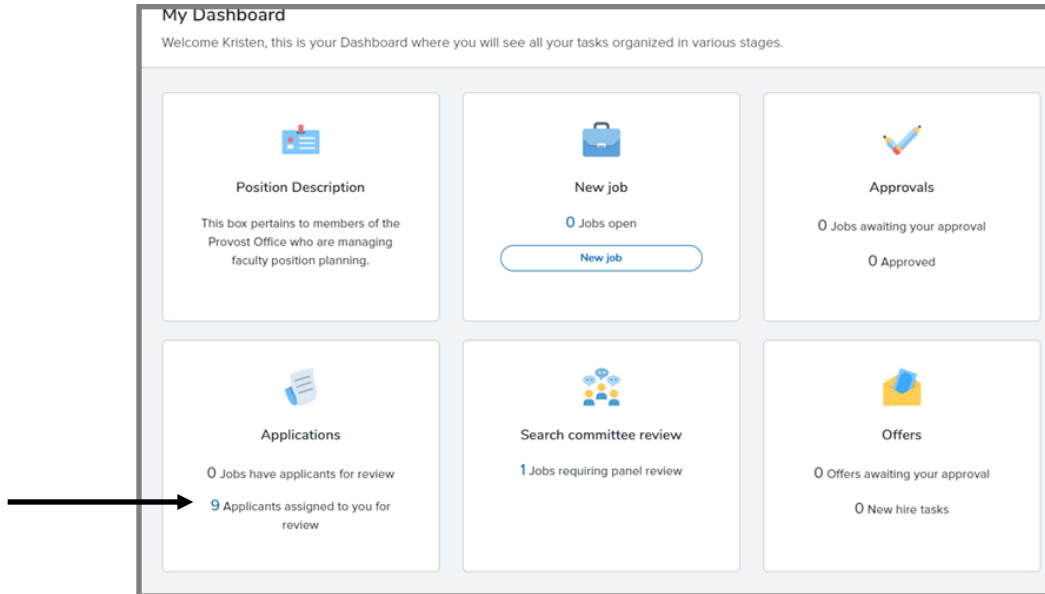 My Dashboard
Welcome Kristen, this is your Dashboard where you will see all your tasks organized in various stages.
Position Description
This box pertains to members of the
Provost Office who are managing
faculty position planning.
New job
0 Jobs open
New job
Approvals
0 Jobs awaiting your approval
0 Approved
Applications
0 Jobs have applicants for review
9 Applicants assigned to you for
review
Search committee review
1 Jobs requiring panel review
Offers
0 Offers awaiting your approval
0 New hire tasks